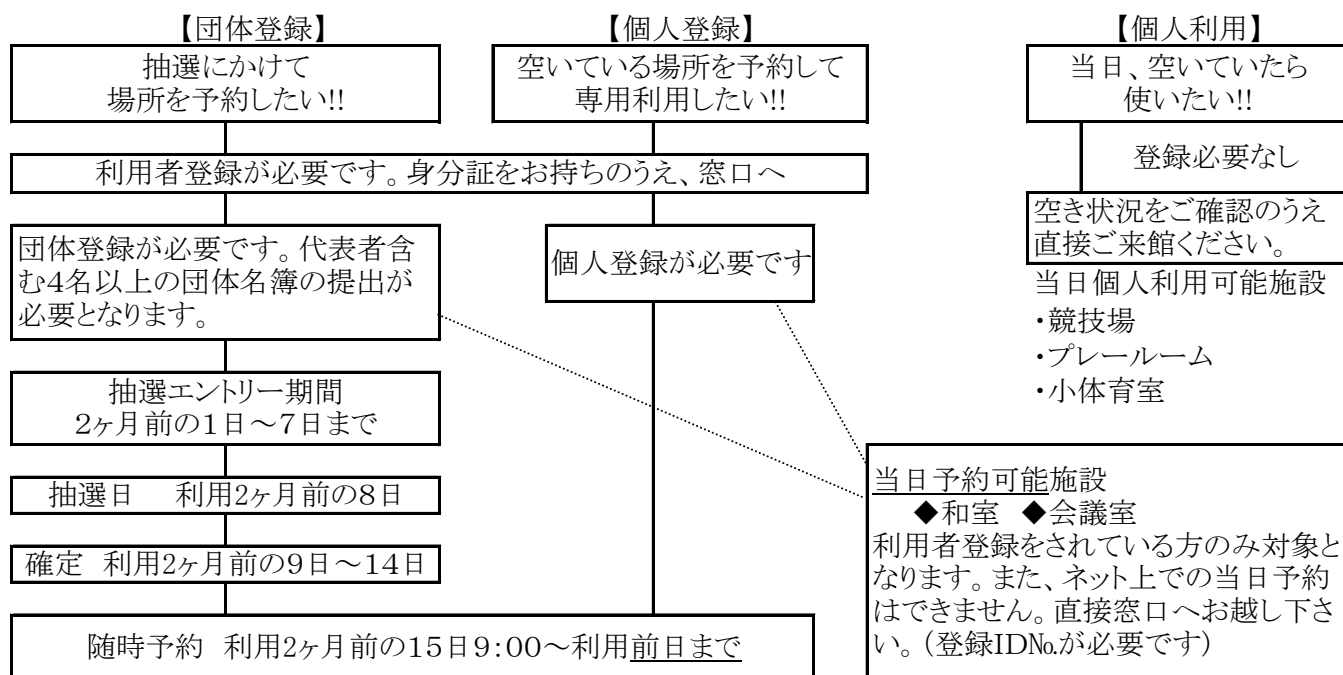 【団体登録】
抽選にかけて
場所を予約したい!!
【個人登録】
空いている場所を予約して
専用利用したい!!
【個人利用】
当日、空いていたら
使いたい!!
利用者登録が必要です。身分証をお持ちのうえ、窓口へ
登録必要なし
団体登録が必要です。代表者含
む4名以上の団体名簿の提出が
必要となります。
個人登録が必要です
空き状況をご確認のうえ
直接ご来館ください。
当日個人利用可能施設
・競技場
・プレールーム
・小体育室
抽選エントリー期間
2ヶ月前の1日～7日まで
抽選日　利用2ヶ月前の8日
確定 利用2ヶ月前の9日～14日
随時予約 利用2ヶ月前の15日9:00～利用前日まで
当日予約可能施設
◆和室 ◆会議室
利用者登録をされている方のみ対象と
なります。また、ネット上での当日予約
はできません。直接窓口へお越し下さ
い。(登録ID№が必要です)